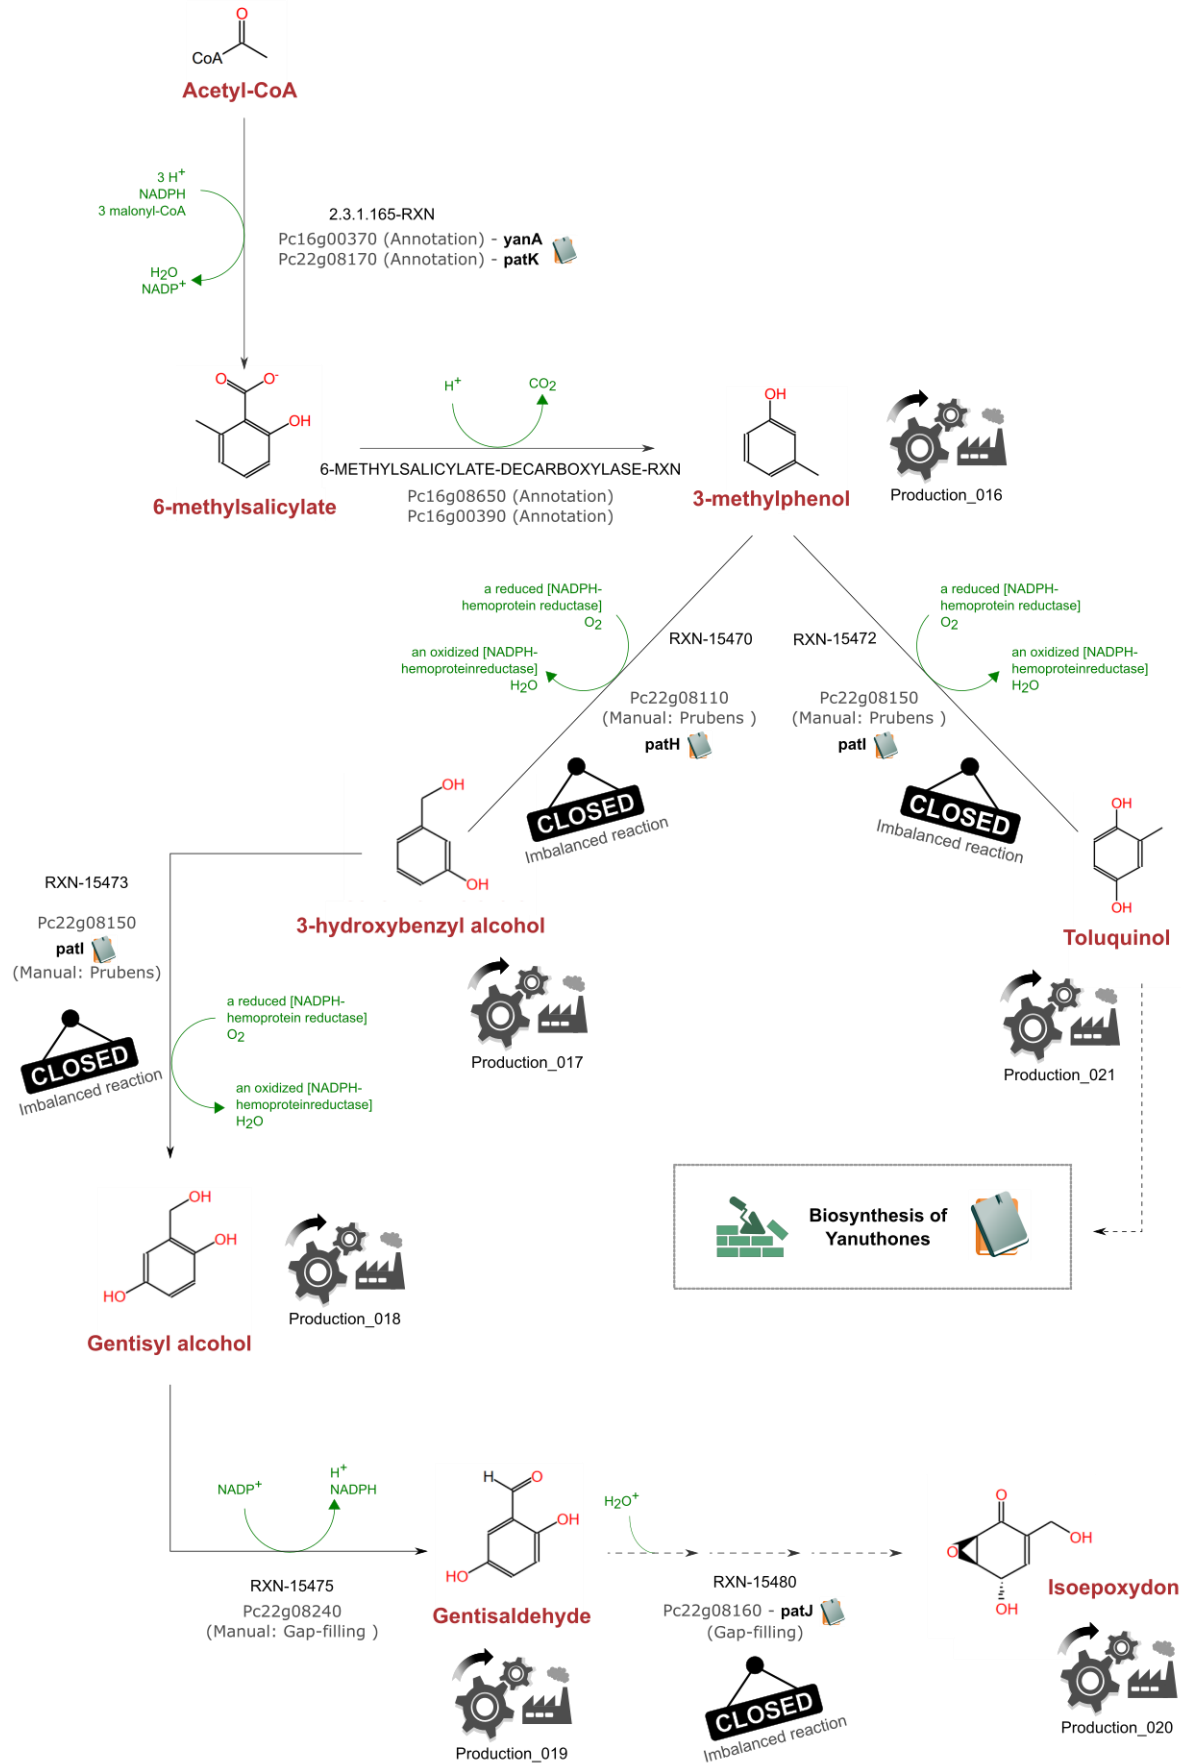 O
CoA
Acetyl-CoA
3 H+
NADPH
3 malonyl-CoA
H2O
NADP+
2.3.1.165-RXN
Pc16g00370 (Annotation) - yanA
Pc22g08170 (Annotation) - patK
O
O-
OH
6-methylsalicylate
H+
CO2
6-METHYLSALICYLATE-DECARBOXYLASE-RXN
Pc16g08650 (Annotation)
Pc16g00390 (Annotation)
OH
3-methylphenol
Production_016
a reduced [NADPH-
hemoprotein reductase]
O2
an oxidized [NADPH-
hemoproteinreductase]
H2O
RXN-15470
Pc22g08110
(Manual: Prubens )
patH
CLOSED
Imbalanced reaction
RXN-15472
Pc22g08150
(Manual: Prubens )
patI
a reduced [NADPH-
hemoprotein reductase]
O2
an oxidized [NADPH-
hemoproteinreductase]
H2O
CLOSED
Imbalanced reaction
OH
OH
3-hydroxybenzyl alcohol
Production_017
OH
OH
Toluquinol
Production_021
RXN-15473
Pc22g08150
patI
(Manual: Prubens)
CLOSED
Imbalanced reaction
a reduced [NADPH-
hemoprotein reductase]
O2
an oxidized [NADPH-
hemoproteinreductase]
H2O
Biosynthesis of
Yanuthones
OH
OH
HO
Gentisyl alcohol
Production_018
NADP+
H+
NADPH
RXN-15475
Pc22g08240
(Manual: Gap-filling )
H
O
OH
HO
Gentisaldehyde
Production_019
H2O+
RXN-15480
Pc22g08160 - patJ
(Gap-filling)
CLOSED
Imbalanced reaction
O
OH
O
OH
Isoepoxydon
Production_020